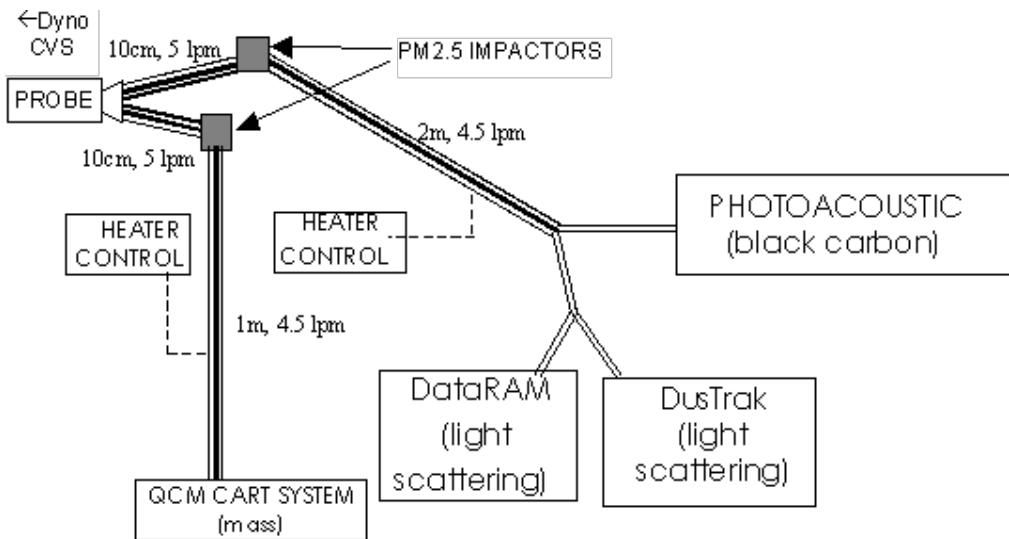 ←Dyno
CVS
10cm, 5 lpm
PM2.5 IMPACTORS
PROBE
10cm, 5 lpm
2m, 4.5 lpm
HEATER
CONTROL
HEATER
CONTROL
PHOTOACOUSTIC
(black carbon)
1m, 4.5 lpm
DataRAM
(light
scattering)
DusTrak
(light
scattering)
QCM CART SYSTEM
(mass)